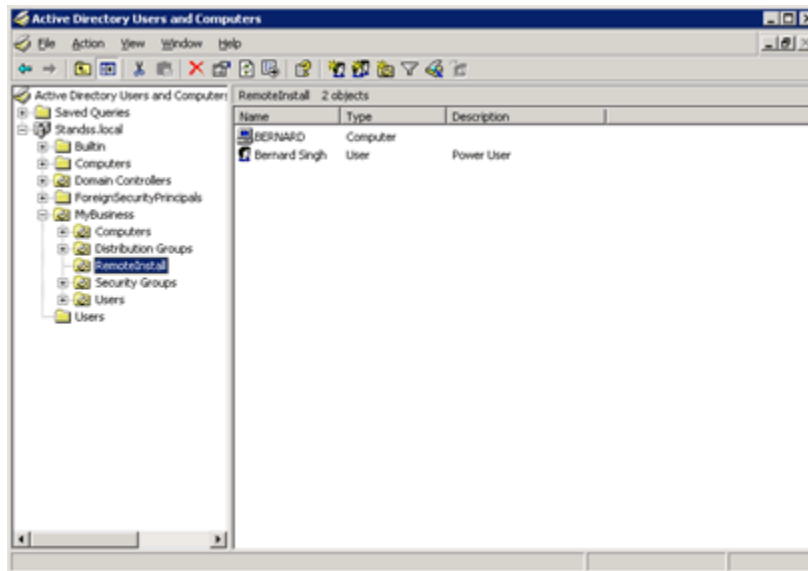 Active Directory Users and Computers
File Action View Window Help
Active Directory Users and Computers
Saved Queries
Standss.local
Builtin
Computers
Domain Controllers
ForeignSecurityPrincipals
MyBusiness
Computers
Distribution Groups
RemoteInstall
Security Groups
Users
Users
RemoteInstall 2 objects
Name Type Description
BERNARD Computer
Bernard Singh User Power User